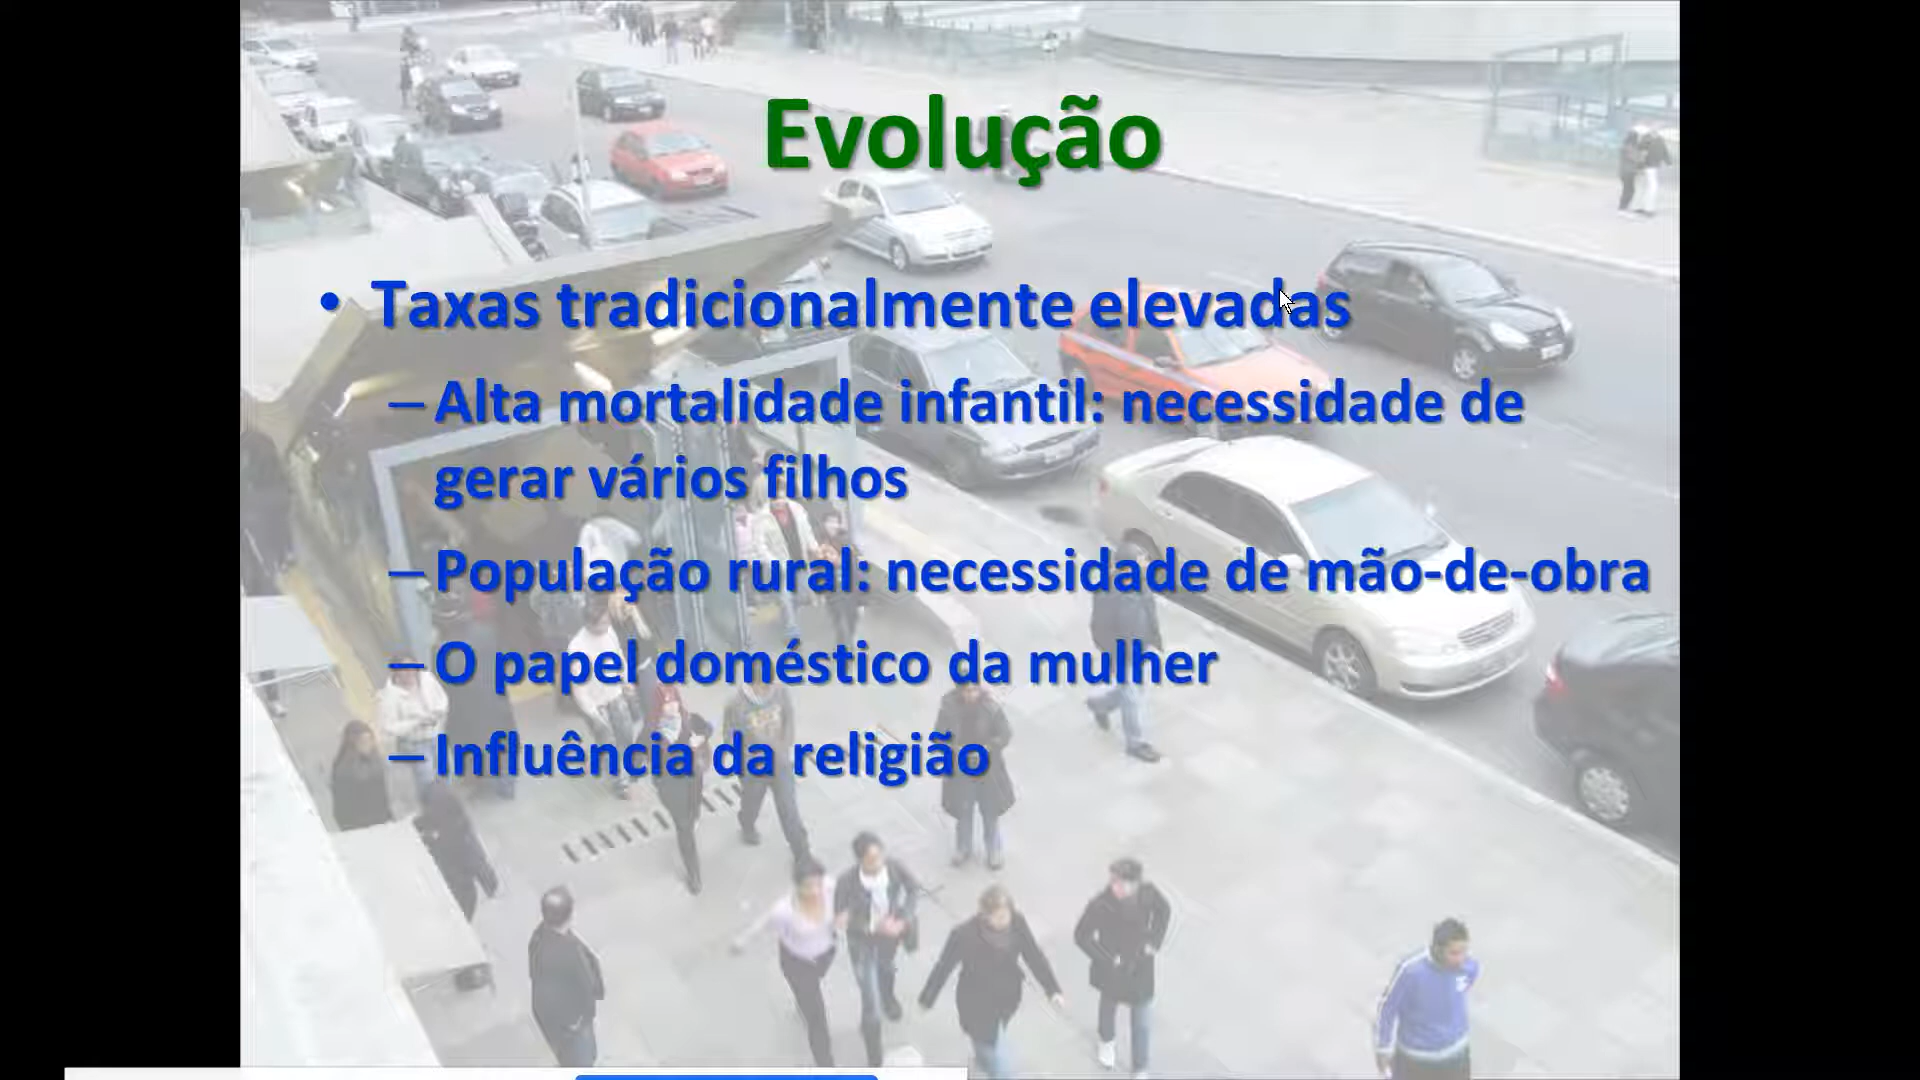 Evolução
• Taxas tradicionalmente elevadas
– Alta mortalidade infantil: necessidade de
gerar vários filhos
– População rural: necessidade de mão-de-obra
– O papel doméstico da mulher
– Influência da religião